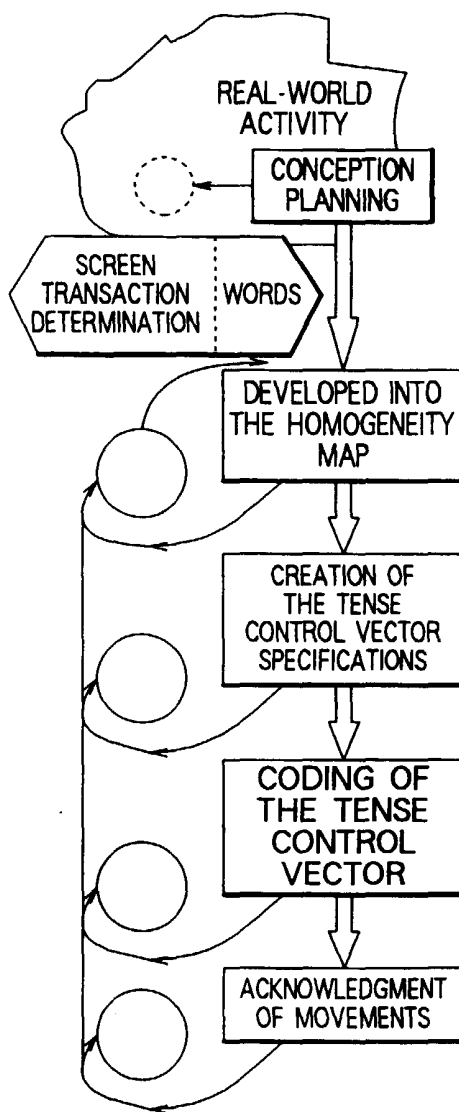 REAL-WORLD
ACTIVITY
CONCEPTION
PLANNING
SCREEN
TRANSACTION
DETERMINATION
WORDS
DEVELOPED INTO
THE HOMOGENEITY
MAP
CREATION OF
THE TENSE
CONTROL VECTOR
SPECIFICATIONS
CODING OF
THE TENSE
CONTROL
VECTOR
ACKNOWLEDGMENT
OF MOVEMENTS